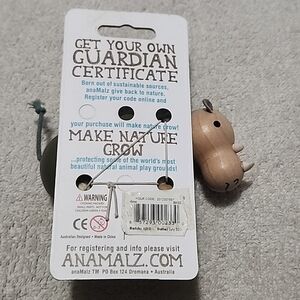 GET YOUR OWN
GUARDIAN
CERTIFICATE
Born out of sustainable sources,
anaMalz give back to nature.
Register your code online and
your purchase will make nature grow!
MAKE NATURE
GROW
...protecting some of the world's most
beautiful natural animal play grounds!
WARNING
Australian Designed • Made in China
For registering and info please visit
ANAMALZ.COM
anaMalz TM PO Box 124 Dromana • Australia